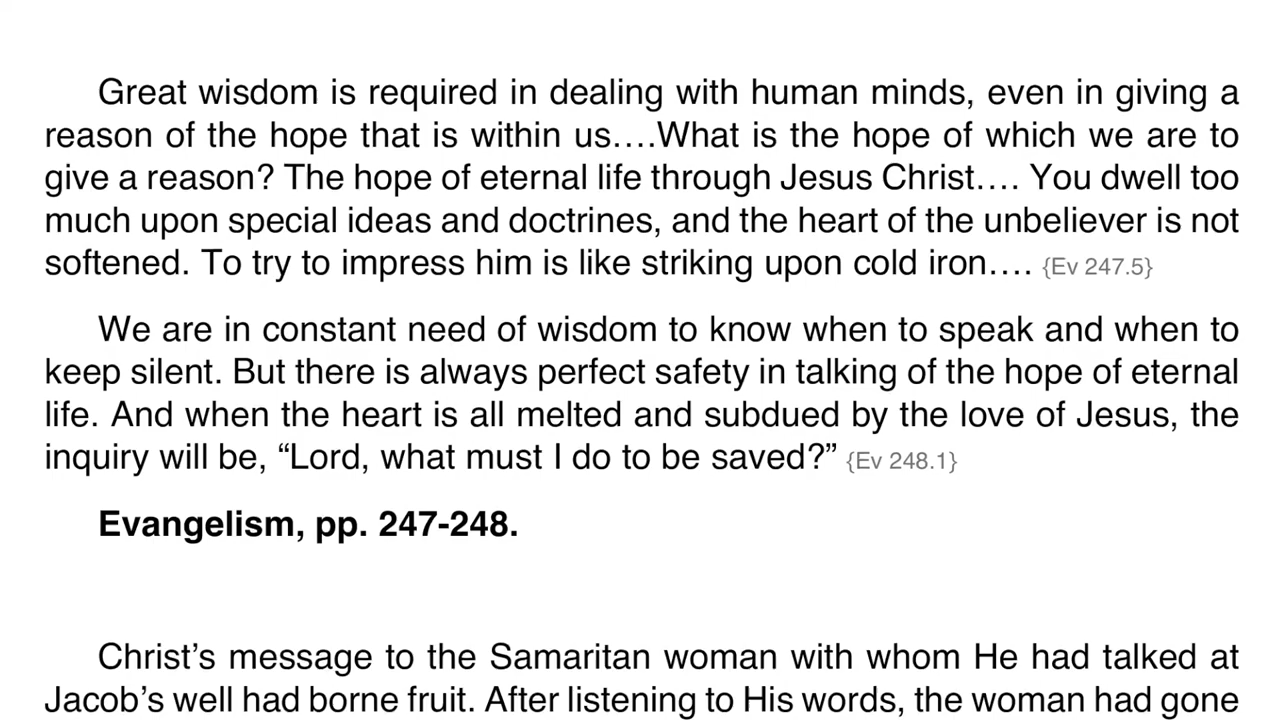 Great wisdom is required in dealing with human minds, even in giving a
reason of the hope that is within us….What is the hope of which we are to
give a reason? The hope of eternal life through Jesus Christ…. You dwell too
much upon special ideas and doctrines, and the heart of the unbeliever is not
softened. To try to impress him is like striking upon cold iron…. {Ev 247.5}
We are in constant need of wisdom to know when to speak and when to
keep silent. But there is always perfect safety in talking of the hope of eternal
life. And when the heart is all melted and subdued by the love of Jesus, the
inquiry will be, “Lord, what must I do to be saved?” {Ev 248.1}
Evangelism, pp. 247-248.
Christ’s message to the Samaritan woman with whom He had talked at
Jacob’s well had borne fruit. After listening to His words, the woman had gone